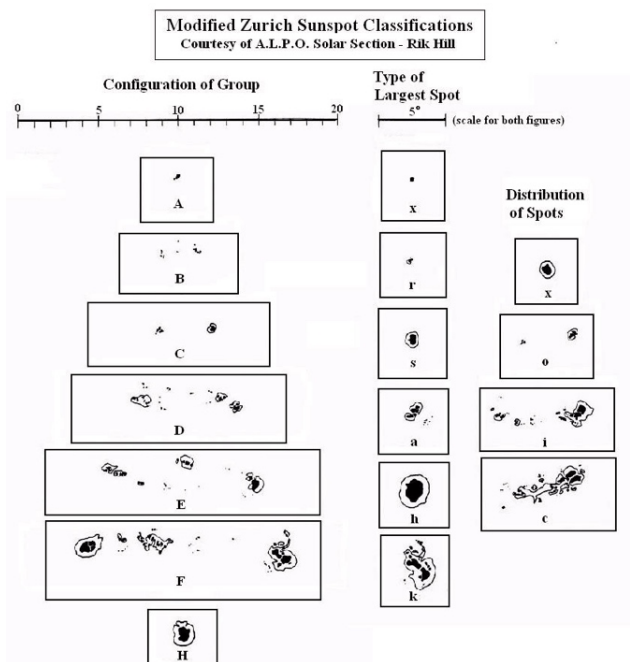 Modified Zurich Sunspot Classifications
Courtesy of A.L.P.O. Solar Section - Rik Hill
Configuration of Group
0 5 10 15 20
A
B
C
D
E
F
H
Type of
Largest Spot
5°
(scale for both figures)
x
r
s
a
h
k
Distribution
of Spots
x
o
i
c